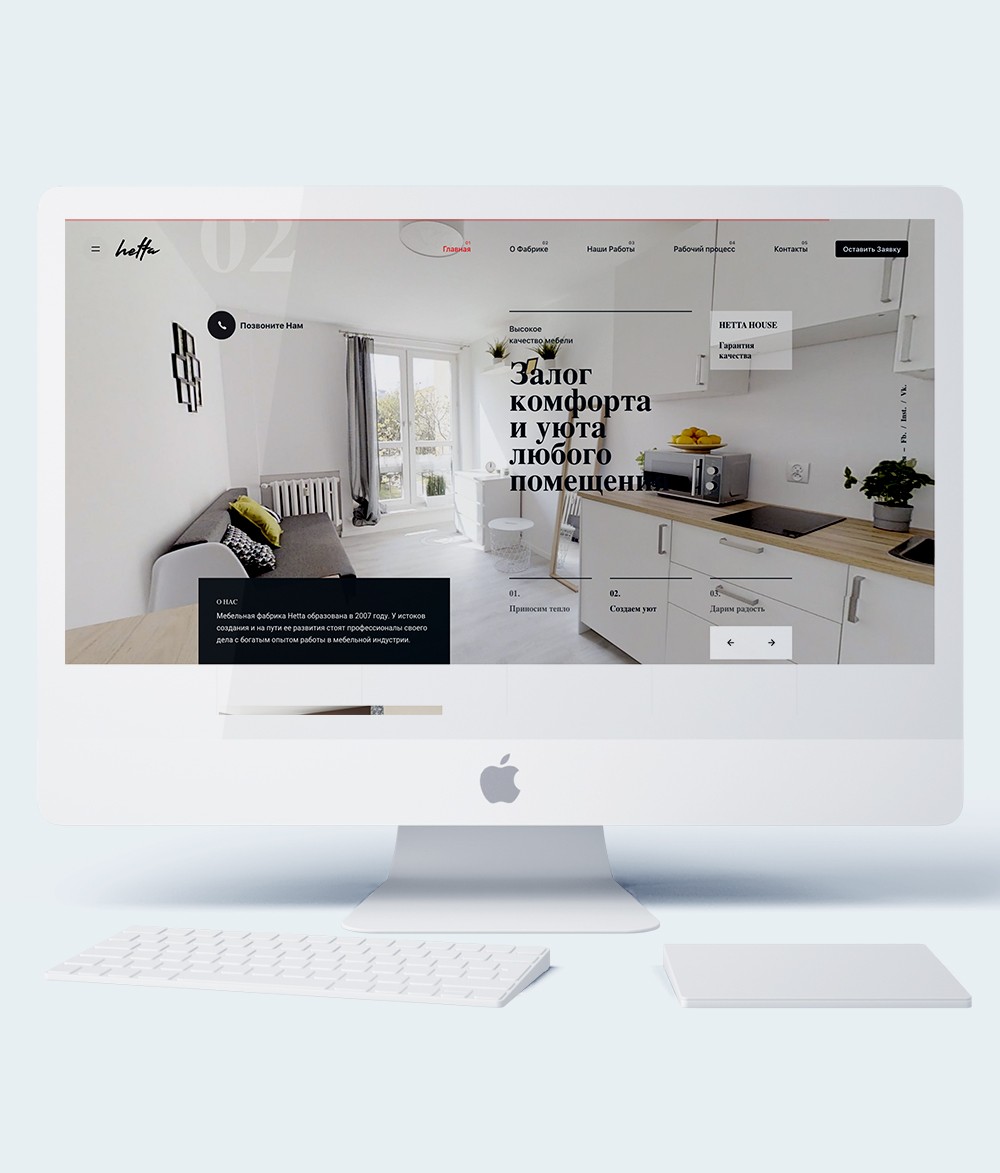 02
hetta
01
Главная
02
О Фабрике
03
Наши Работы
04
Рабочий процесс
05
Контакты
Оставить Заявку
Позвоните Нам
Высокое
качество мебели
Залог
комфорта
и уюта
любого
помещения
HETTA HOUSE
Гарантия
качества
– Fb. / Inst. / Vk.
01.
Приносим тепло
02.
Создаем уют
03.
Дарим радость
О НАС
Мебельная фабрика Hetta образована в 2007 году. У истоков
создания и на пути ее развития стоят профессионалы своего
дела с богатым опытом работы в мебельной индустрии.